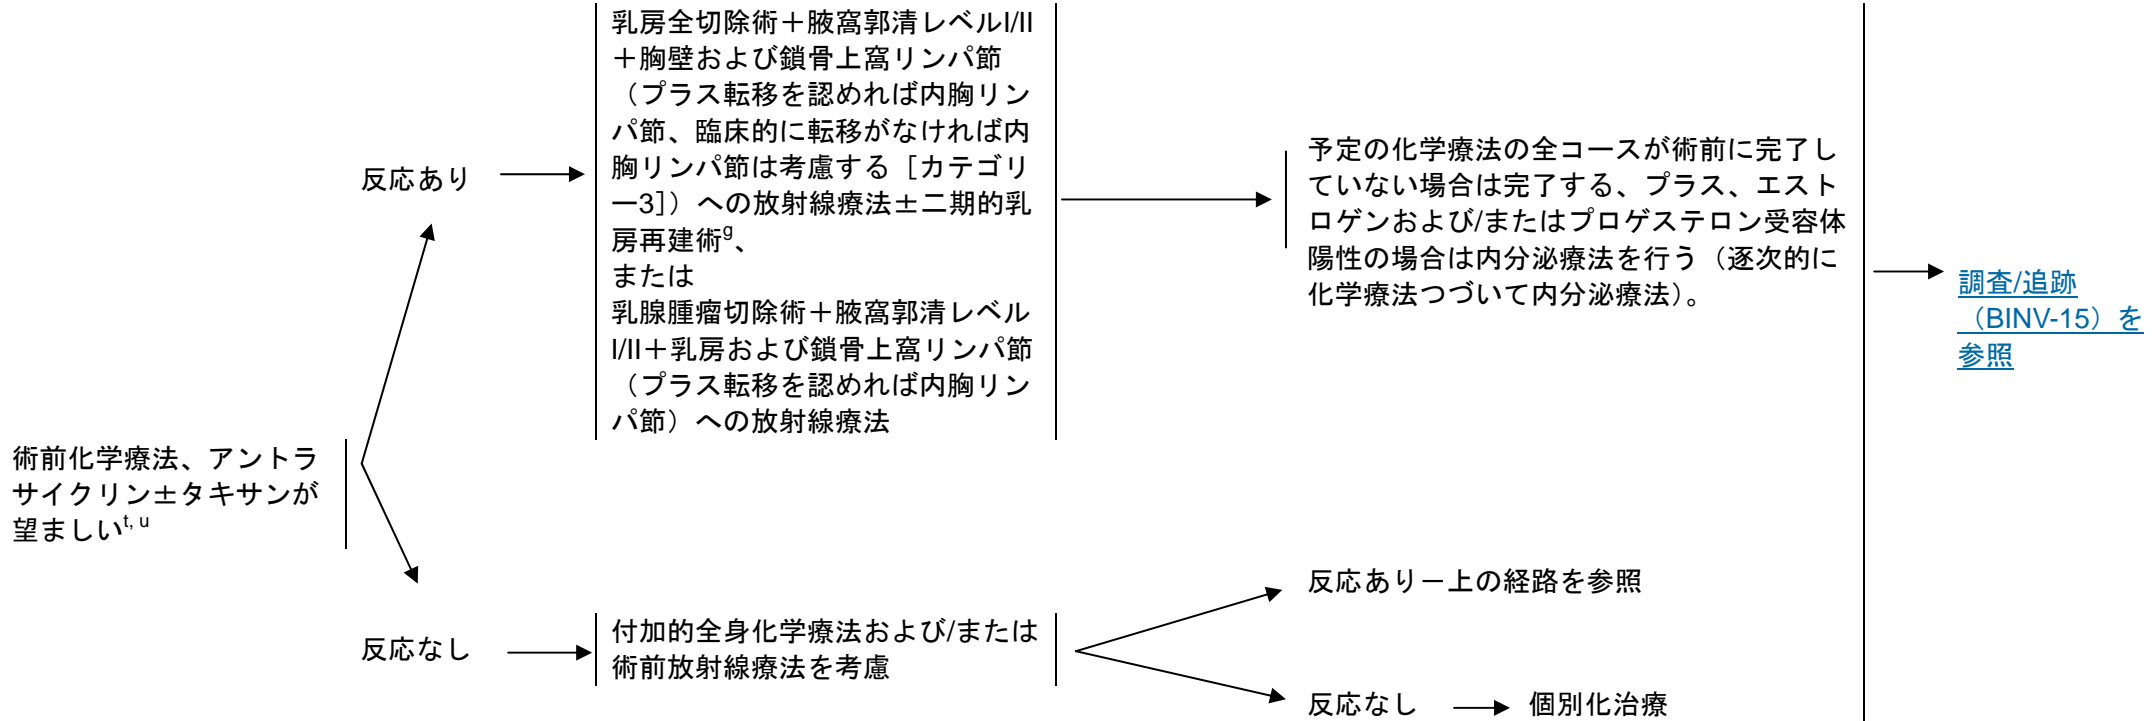 乳房全切除術＋腋窩郭清レベルI/II
＋胸壁および鎖骨上窩リンパ節
（プラス転移を認めれば内胸リン
パ節、臨床的に転移がなければ内
胸リンパ節は考慮する［カテゴリ
ー3］）への放射線療法±二期的乳
房再建術g、
または
乳腺腫瘤切除術＋腋窩郭清レベル
I/II＋乳房および鎖骨上窩リンパ節
（プラス転移を認めれば内胸リン
パ節）への放射線療法
反応あり
予定の化学療法の全コースが術前に完了し
ていない場合は完了する、プラス、エスト
ロゲンおよび/またはプロゲステロン受容体
陽性の場合は内分泌療法を行う（逐次的に
化学療法つづいて内分泌療法）。
調査/追跡
（BINV-15）を
参照
術前化学療法、アントラ
サイクリン±タキサンが
望ましいt, u
反応なし
付加的全身化学療法および/または
術前放射線療法を考慮
反応あり－上の経路を参照
反応なし
個別化治療